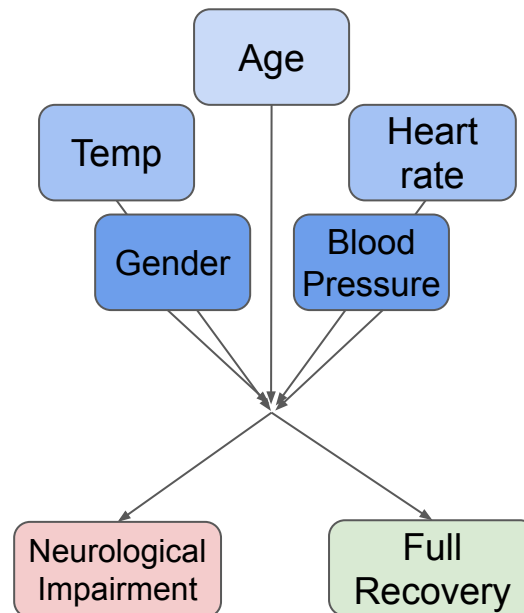 Age
Temp
Heart
rate
Gender
Blood
Pressure
Neurological
Impairment
Full
Recovery